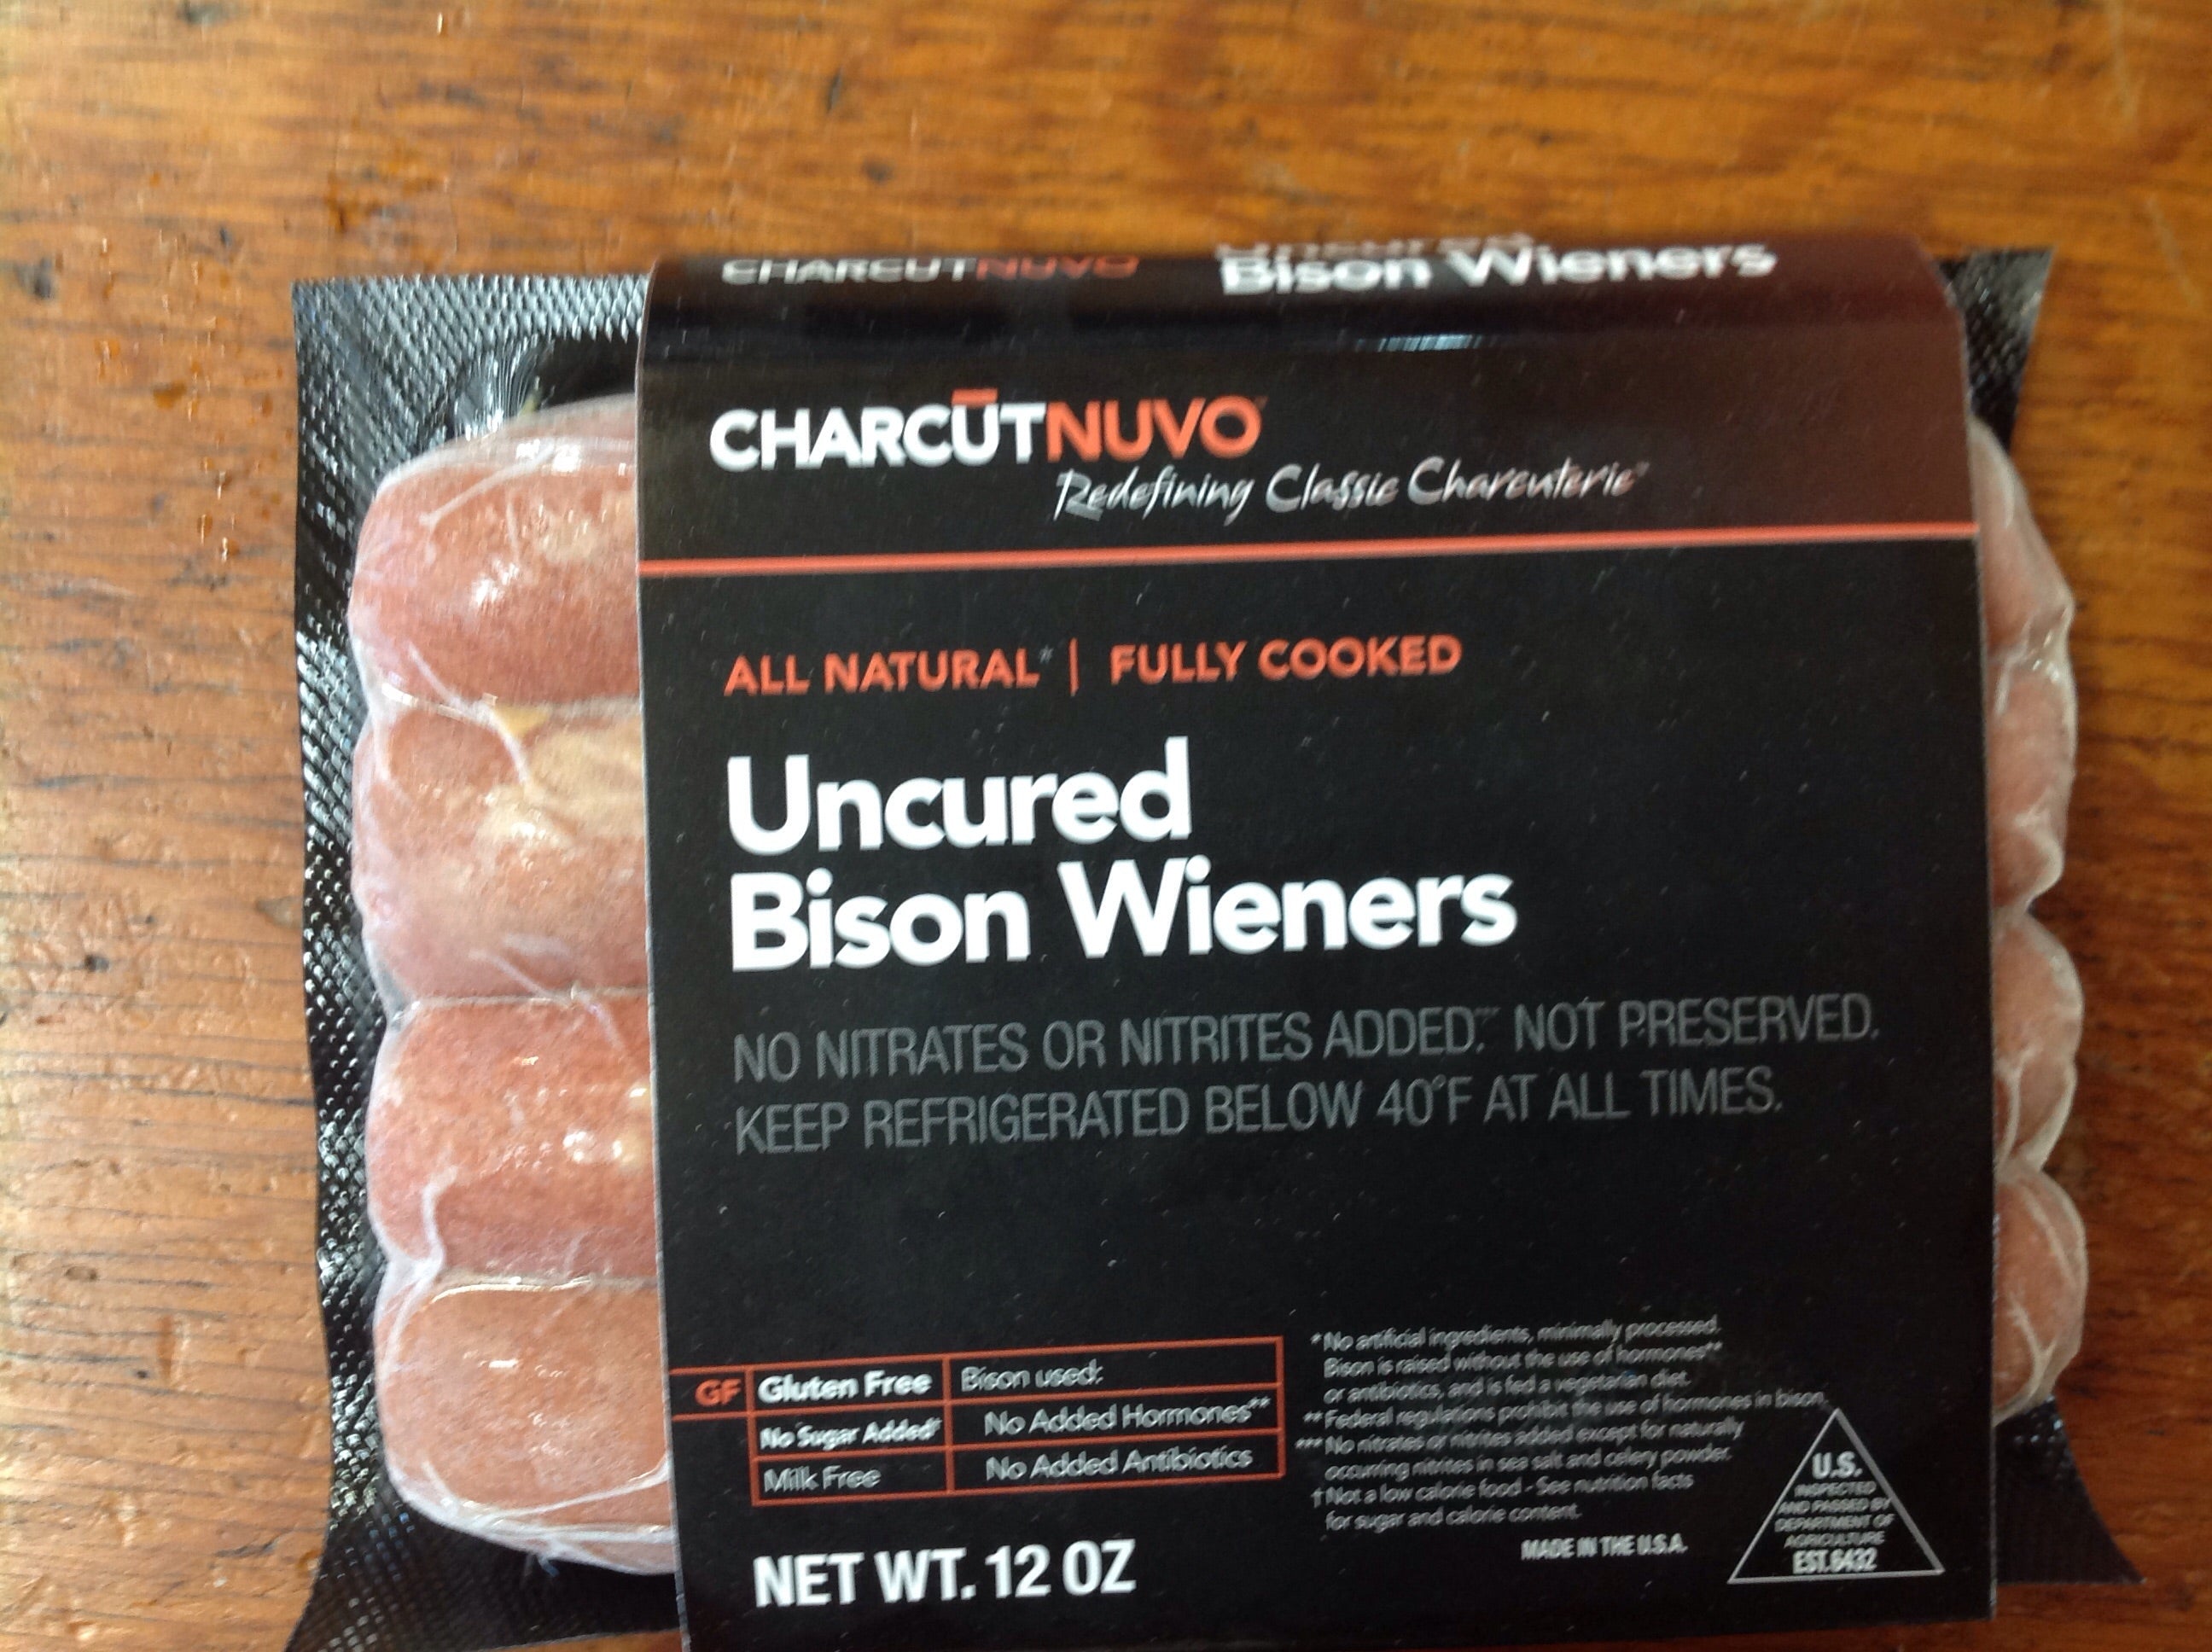 CHARCUTNUVO
Uncured
Bison Wieners
CHARCŪTNUVO
Redefining Classic Charcuterie™
ALL NATURAL* | FULLY COOKED
Uncured
Bison Wieners
NO NITRATES OR NITRITES ADDED.*** NOT PRESERVED.
KEEP REFRIGERATED BELOW 40°F AT ALL TIMES.
GF Gluten Free
No Sugar Added†
Milk Free
Bison used:
No Added Hormones**
No Added Antibiotics
*No artificial ingredients, minimally processed.
Bison is raised without the use of hormones**
or antibiotics, and is fed a vegetarian diet.
**Federal regulations prohibit the use of hormones in bison.
***No nitrates or nitrites added except for naturally
occurring nitrites in sea salt and celery powder.
†Not a low calorie food - See nutrition facts
for sugar and calorie content.
MADE IN THE U.S.A.
U.S.
INSPECTED
AND PASSED BY
DEPARTMENT OF
AGRICULTURE
EST.6432
NET WT. 12 OZ